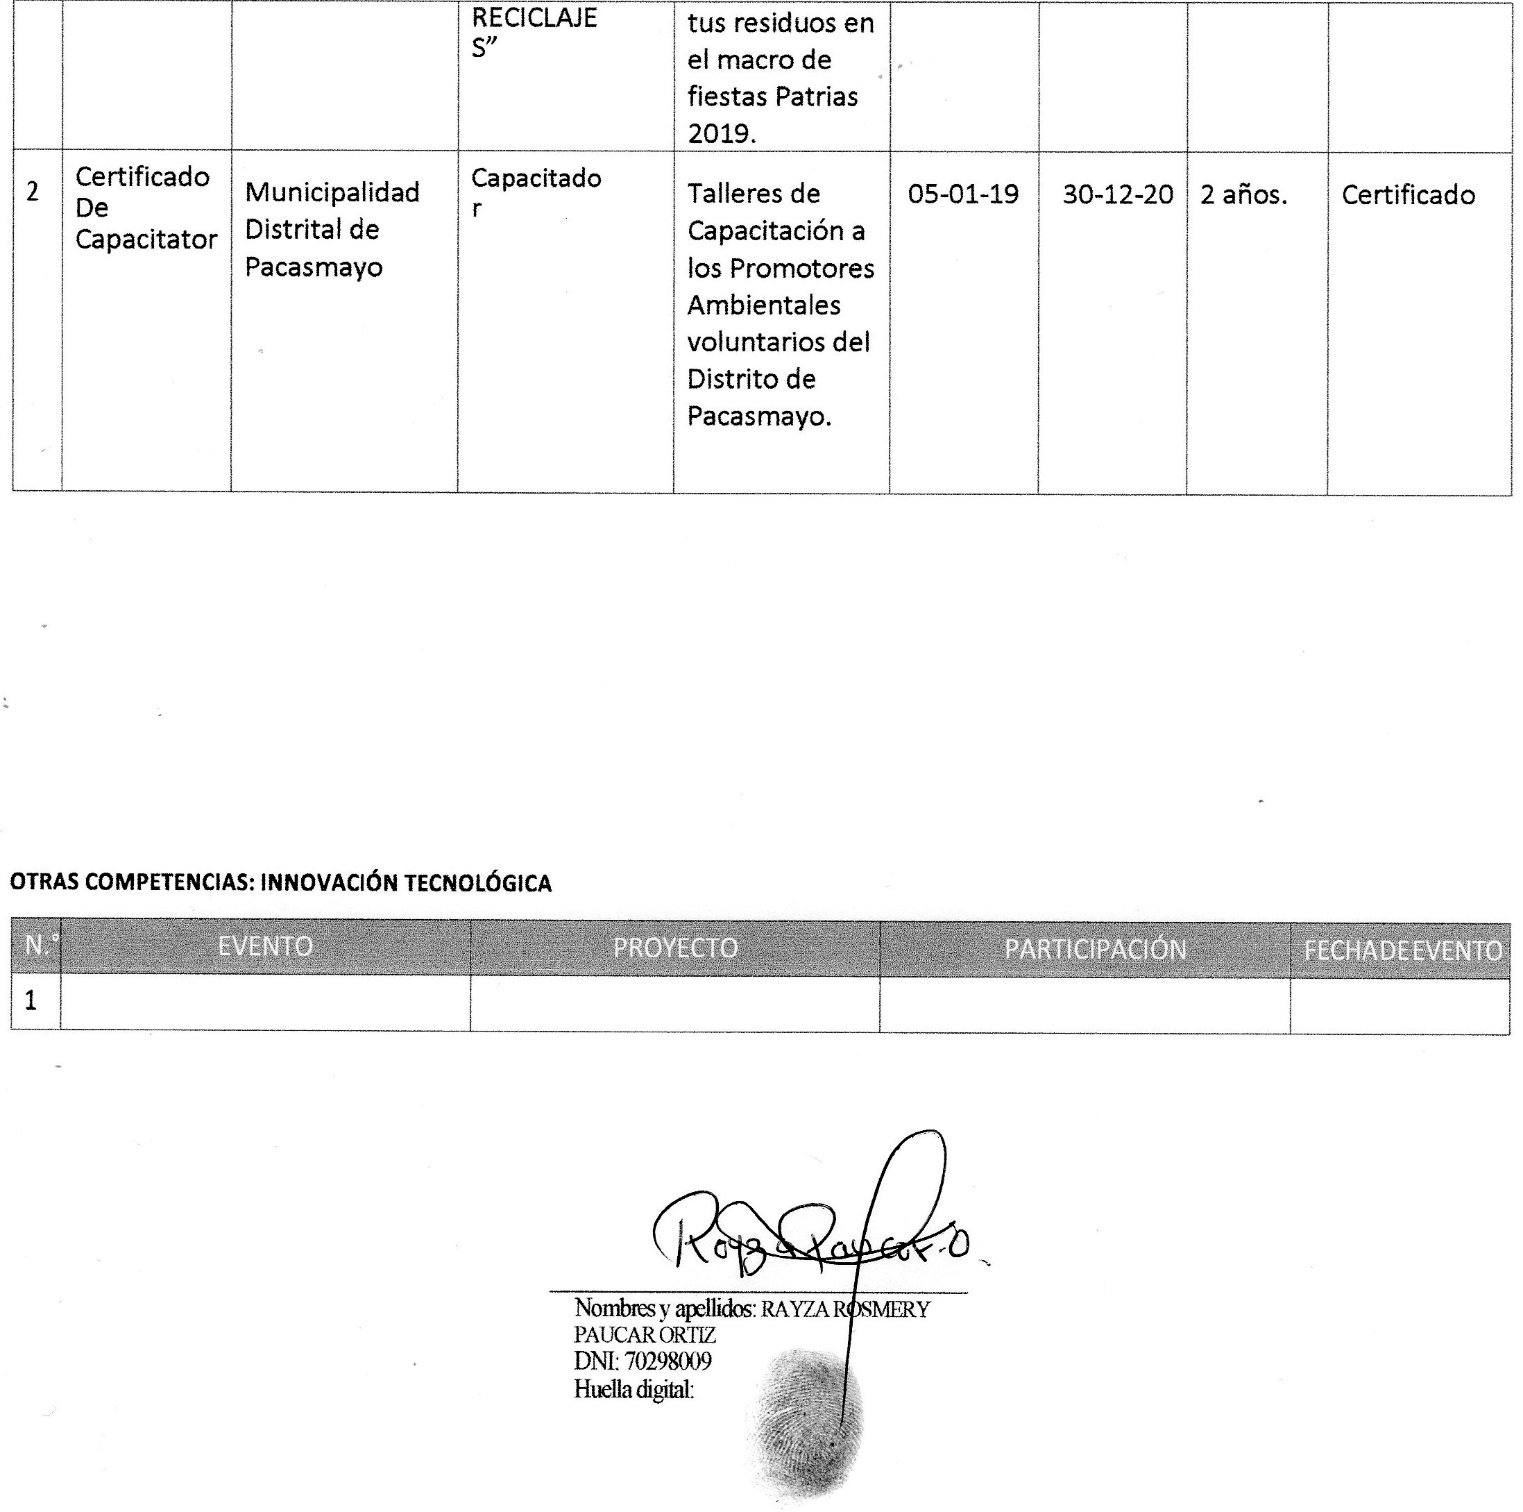 RECICLAJE
S”
tus residuos en
el macro de
fiestas Patrias
2019.
2
Certificado
De
Capacitator
Municipalidad
Distrital de
Pacasmayo
Capacitado
r
Talleres de
Capacitación a
los Promotores
Ambientales
voluntarios del
Distrito de
Pacasmayo.
05-01-19
30-12-20
2 años.
Certificado
OTRAS COMPETENCIAS: INNOVACIÓN TECNOLÓGICA
N.° EVENTO PROYECTO PARTICIPACIÓN FECHADEEVENTO
1
Rayza Paucar.O.
Nombres y apellidos: RAYZA ROSMERY
PAUCAR ORTIZ
DNI: 70298009
Huella digital: